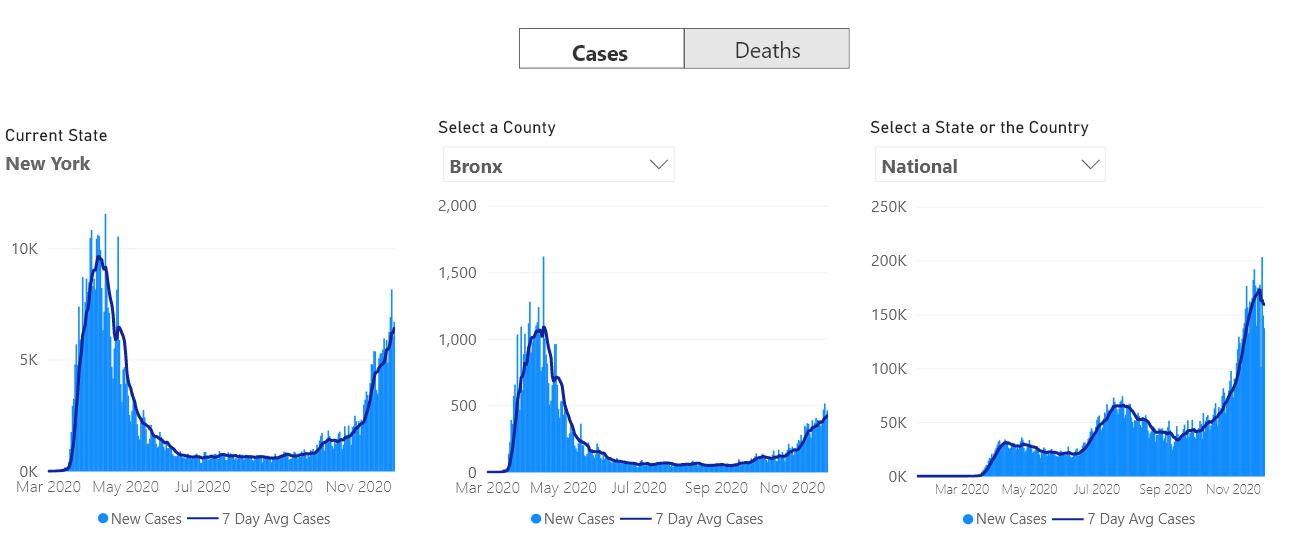 Cases Deaths
Current State
New York
10K
5K
0K
Mar 2020 May 2020 Jul 2020 Sep 2020 Nov 2020
New Cases 7 Day Avg Cases
Select a County
Bronx
2,000
1,500
1,000
500
0
Mar 2020 May 2020 Jul 2020 Sep 2020 Nov 2020
New Cases 7 Day Avg Cases
Select a State or the Country
National
250K
200K
150K
100K
50K
0K
Mar 2020 May 2020 Jul 2020 Sep 2020 Nov 2020
New Cases 7 Day Avg Cases